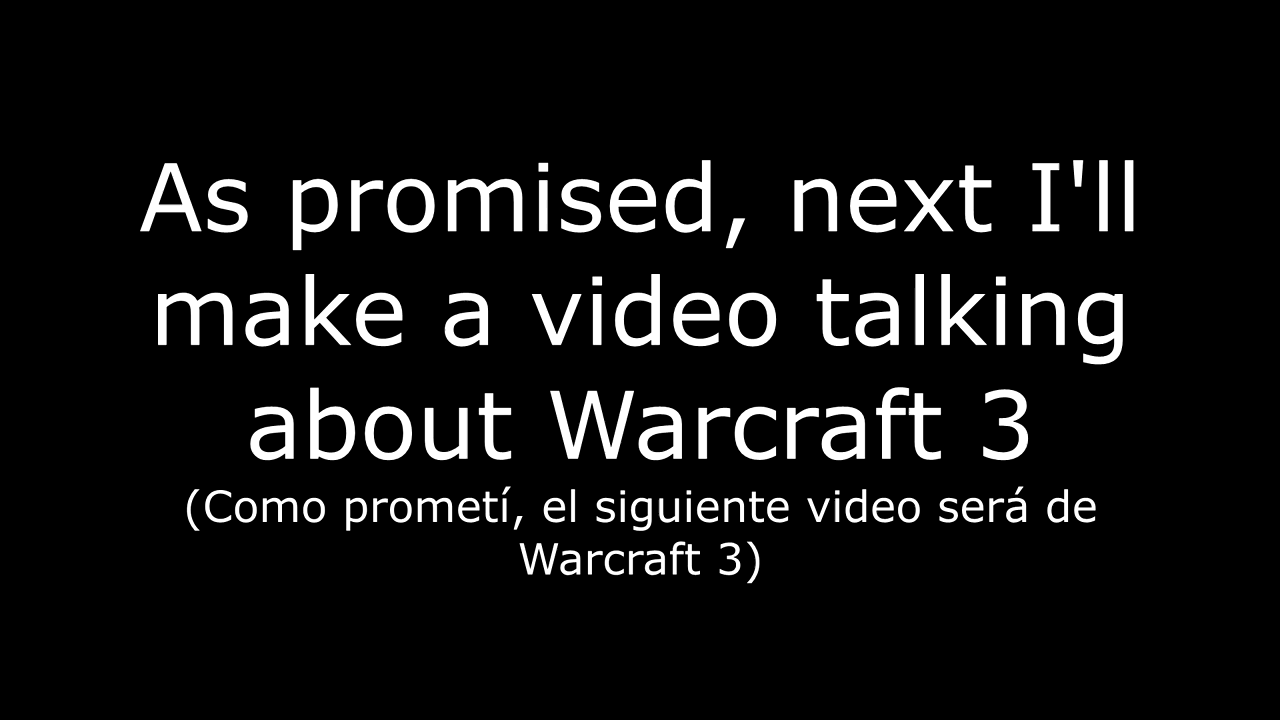 As promised, next I'll
make a video talking
about Warcraft 3
(Como prometí, el siguiente video será de
Warcraft 3)